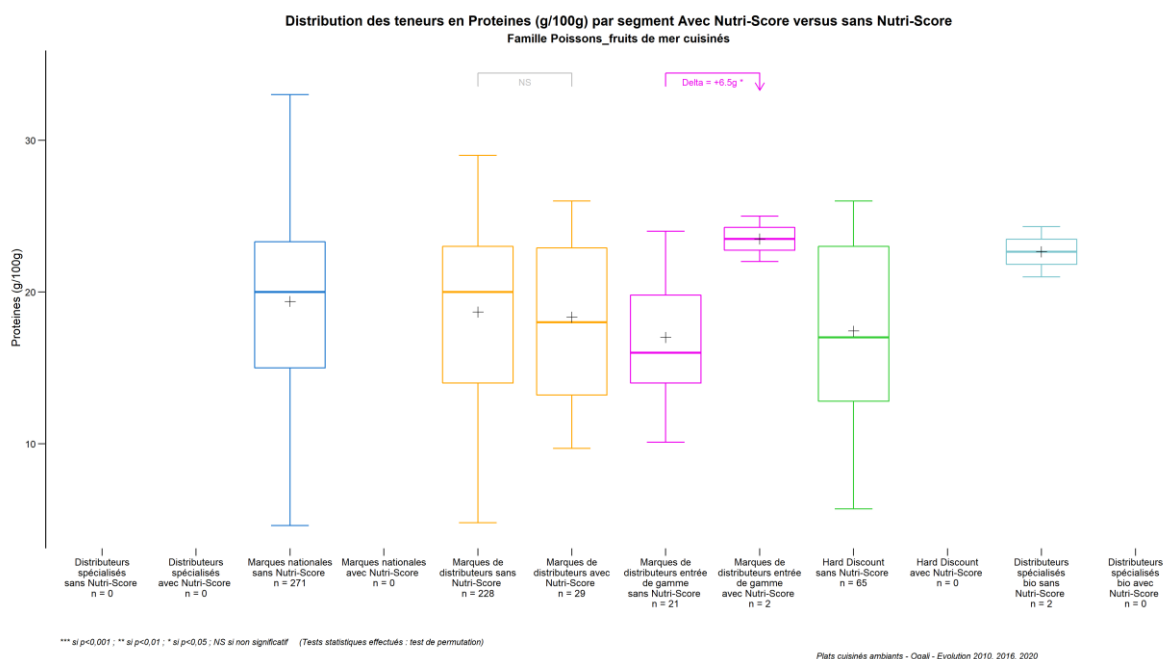 Distribution des teneurs en Proteines (g/100g) par segment Avec Nutri-Score versus sans Nutri-Score
Famille Poissons_fruits de mer cuisinés
NS
Delta = +6.5g *
Proteines (g/100g)
30
20
10
Distributeurs
spécialisés
sans Nutri-Score
n = 0
Distributeurs
spécialisés
avec Nutri-Score
n = 0
Marques nationales
sans Nutri-Score
n = 271
Marques nationales
avec Nutri-Score
n = 0
Marques de
distributeurs sans
Nutri-Score
n = 228
Marques de
distributeurs avec
Nutri-Score
n = 29
Marques de
distributeurs entrée
de gamme
sans Nutri-Score
n = 21
Marques de
distributeurs entrée
de gamme
avec Nutri-Score
n = 2
Hard Discount
sans Nutri-Score
n = 65
Hard Discount
avec Nutri-Score
n = 0
Distributeurs
spécialisés
bio sans
Nutri-Score
n = 2
Distributeurs
spécialisés
bio avec
Nutri-Score
n = 0
*** si p<0,001 ; ** si p<0,01 ; * si p<0,05 ; NS si non significatif (Tests statistiques effectués : test de permutation)
Plats cuisinés ambiants - Oqali - Evolution 2010, 2016, 2020